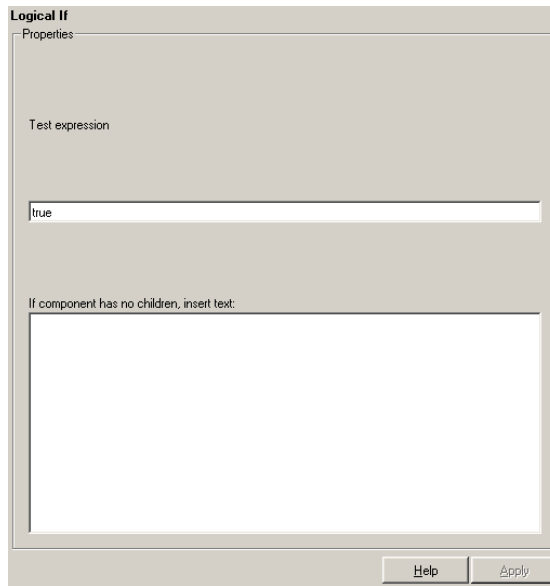 Logical If
Properties
Test expression
true
If component has no children, insert text:
Help Apply